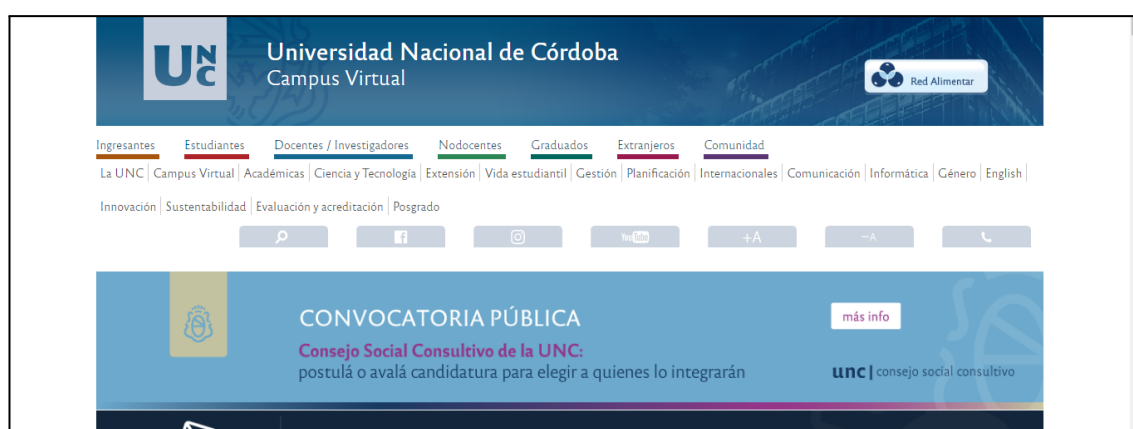 UNC
Universidad Nacional de Córdoba
Campus Virtual
Red Alimentar
Ingresantes Estudiantes Docentes / Investigadores Nodocentes Graduados Extranjeros Comunidad
La UNC | Campus Virtual | Académicas | Ciencia y Tecnología | Extensión | Vida estudiantil | Gestión | Planificación | Internacionales | Comunicación | Informática | Género | English |
Innovación | Sustentabilidad | Evaluación y acreditación | Posgrado
f YouTube +A -A
CONVOCATORIA PÚBLICA
más info
Consejo Social Consultivo de la UNC:
postulá o avalá candidatura para elegir a quienes lo integrarán
unc | consejo social consultivo